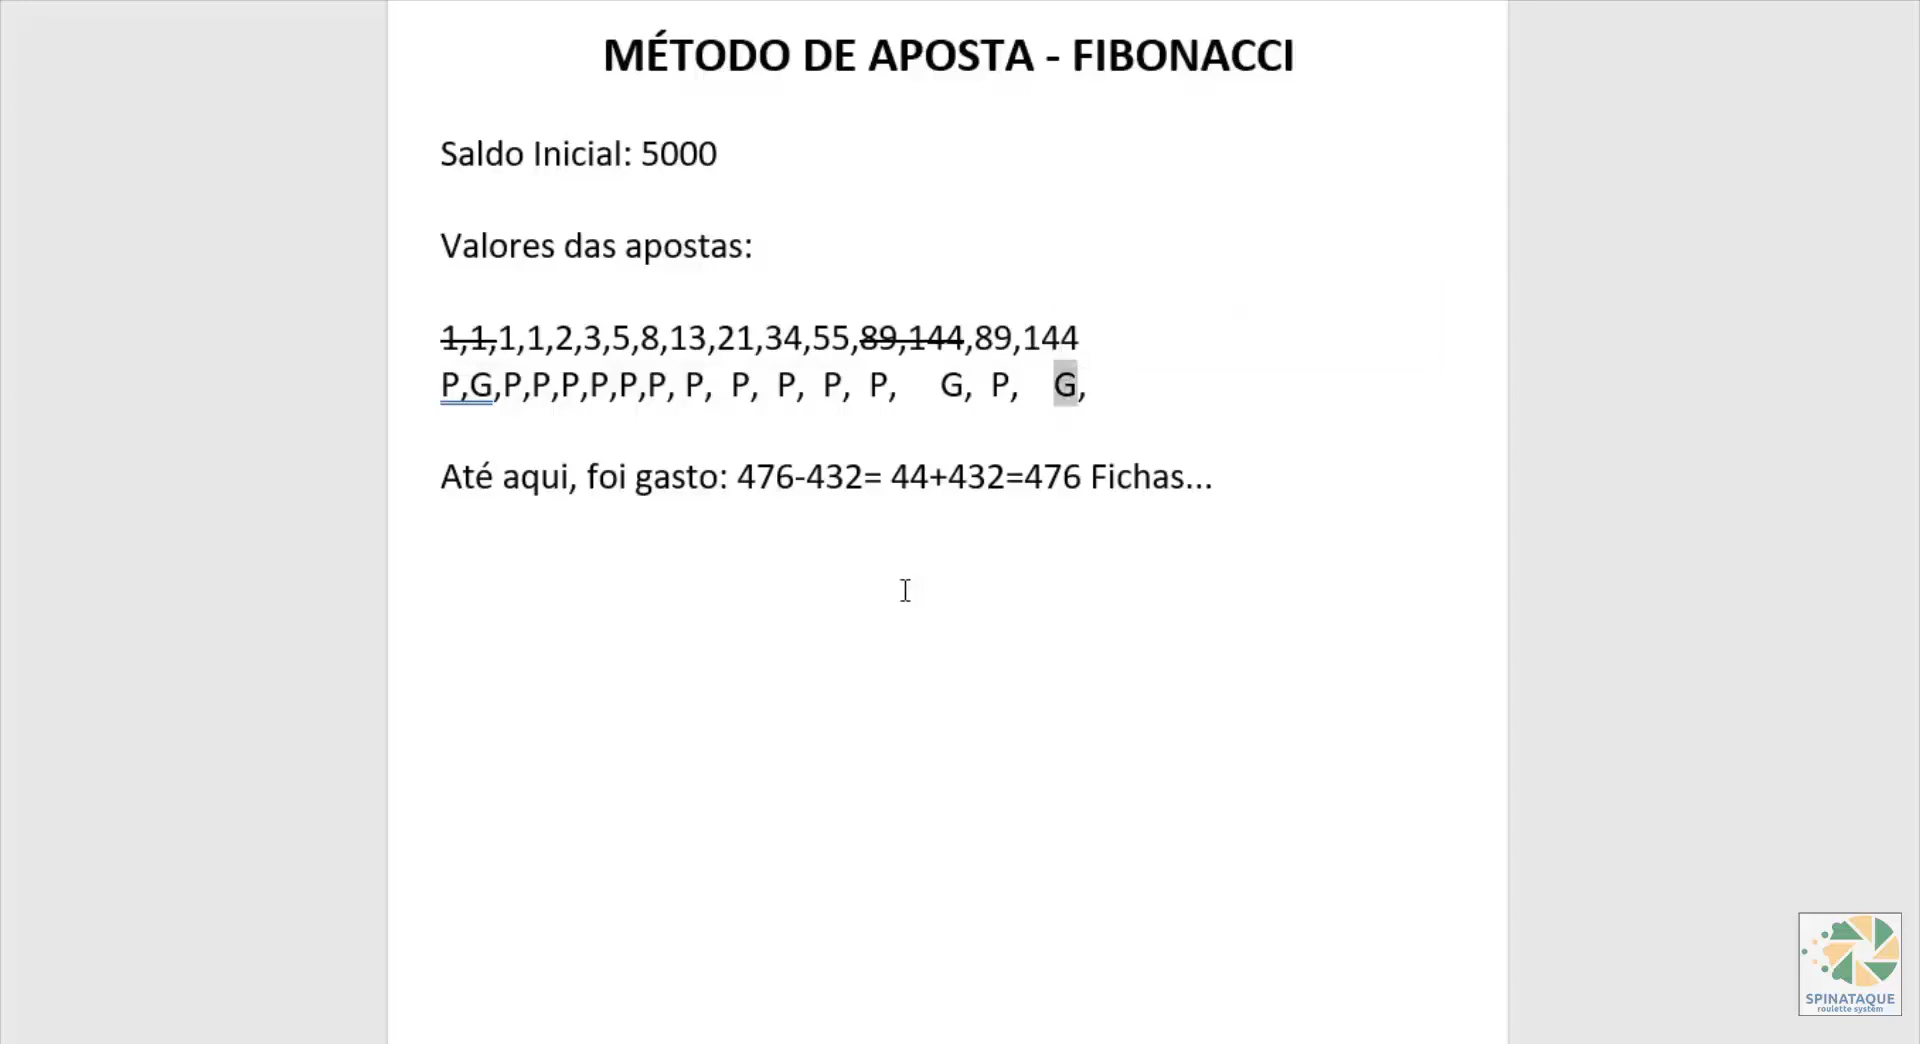 MÉTODO DE APOSTA - FIBONACCI
Saldo Inicial: 5000
Valores das apostas:
1,1,1,1,2,3,5,8,13,21,34,55,89,144,89,144
P,G,P,P,P,P,P,P, P, P, P, P, P, G, P, G,
Até aqui, foi gasto: 476-432= 44+432=476 Fichas...
SPINATAQUE
roulette system